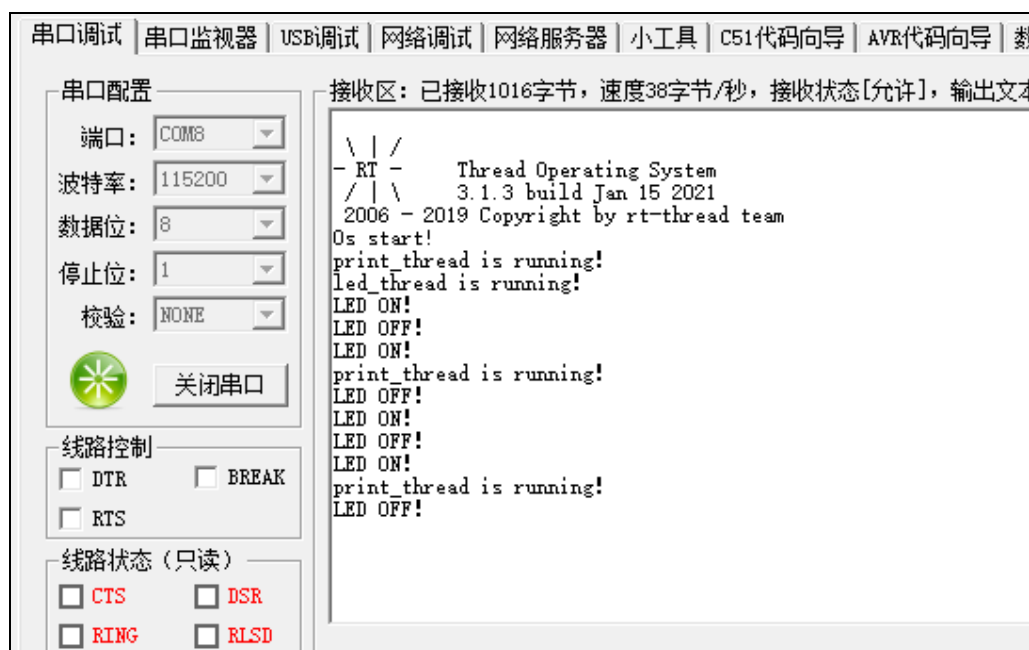 串口调试 串口监视器 USB调试 网络调试 网络服务器 小工具 C51代码向导 AVR代码向导 数
串口配置
端口: COM8
波特率: 115200
数据位: 8
停止位: 1
校验: NONE
关闭串口
线路控制
DTR BREAK
RTS
线路状态(只读)
CTS DSR
RING RLSD
接收区: 已接收1016字节, 速度38字节/秒, 接收状态[允许], 输出文本
\ | /
- RT - Thread Operating System
/ | \ 3.1.3 build Jan 15 2021
2006 - 2019 Copyright by rt-thread team
Os start!
print_thread is running!
led_thread is running!
LED ON!
LED OFF!
LED ON!
print_thread is running!
LED OFF!
LED ON!
LED OFF!
LED ON!
print_thread is running!
LED OFF!